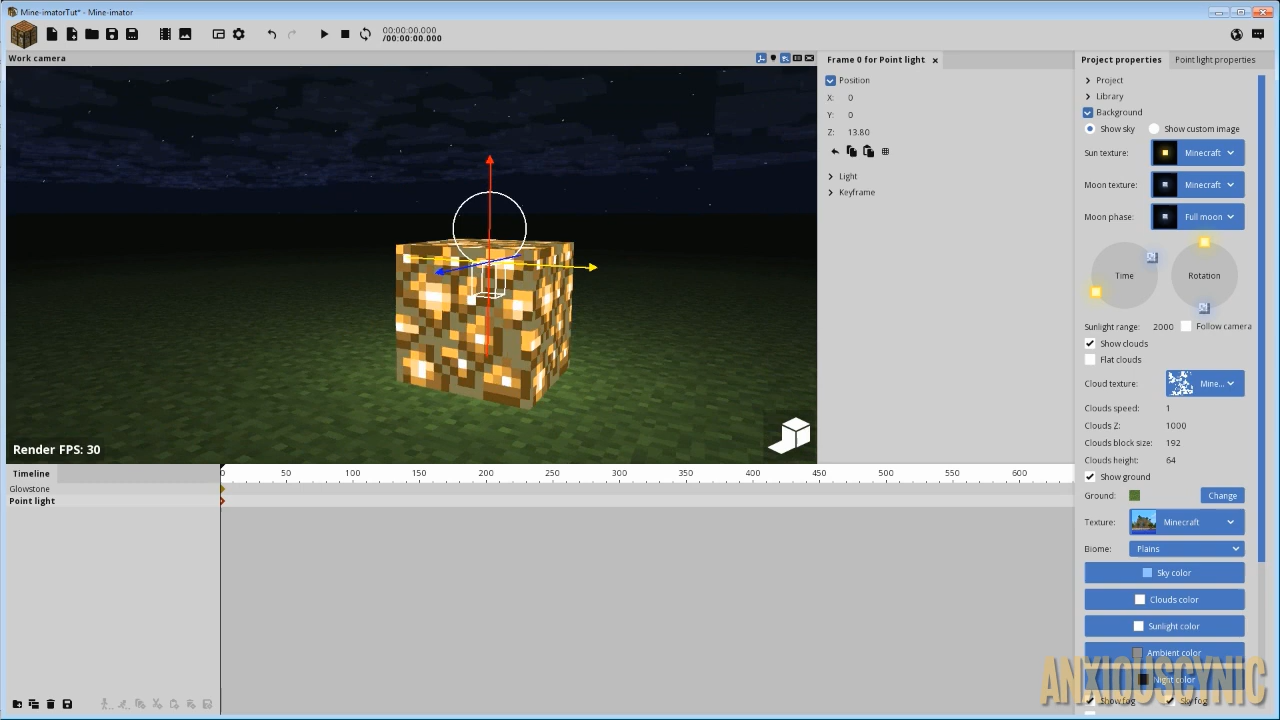 Mine-imatorTut* - Mine-imator
00:00:00.000
/00:00:00.000
Work camera
Render FPS: 30
Frame 0 for Point light
Position
X: 0
Y: 0
Z: 13.80
Light
Keyframe
Project properties
Point light properties
Project
Library
Background
Show sky
Show custom image
Sun texture: Minecraft
Moon texture: Minecraft
Moon phase: Full moon
Time
Rotation
Sunlight range: 2000
Follow camera
Show clouds
Flat clouds
Cloud texture: Mine...
Clouds speed: 1
Clouds Z: 1000
Clouds block size: 192
Clouds height: 64
Show ground
Ground: Change
Texture: Minecraft
Biome: Plains
Sky color
Clouds color
Sunlight color
Ambient color
Night color
Show fog
Sky fog
ANXIOUSCYNIC
Timeline
0 50 100 150 200 250 300 350 400 450 500 550 600
Glowstone
Point light